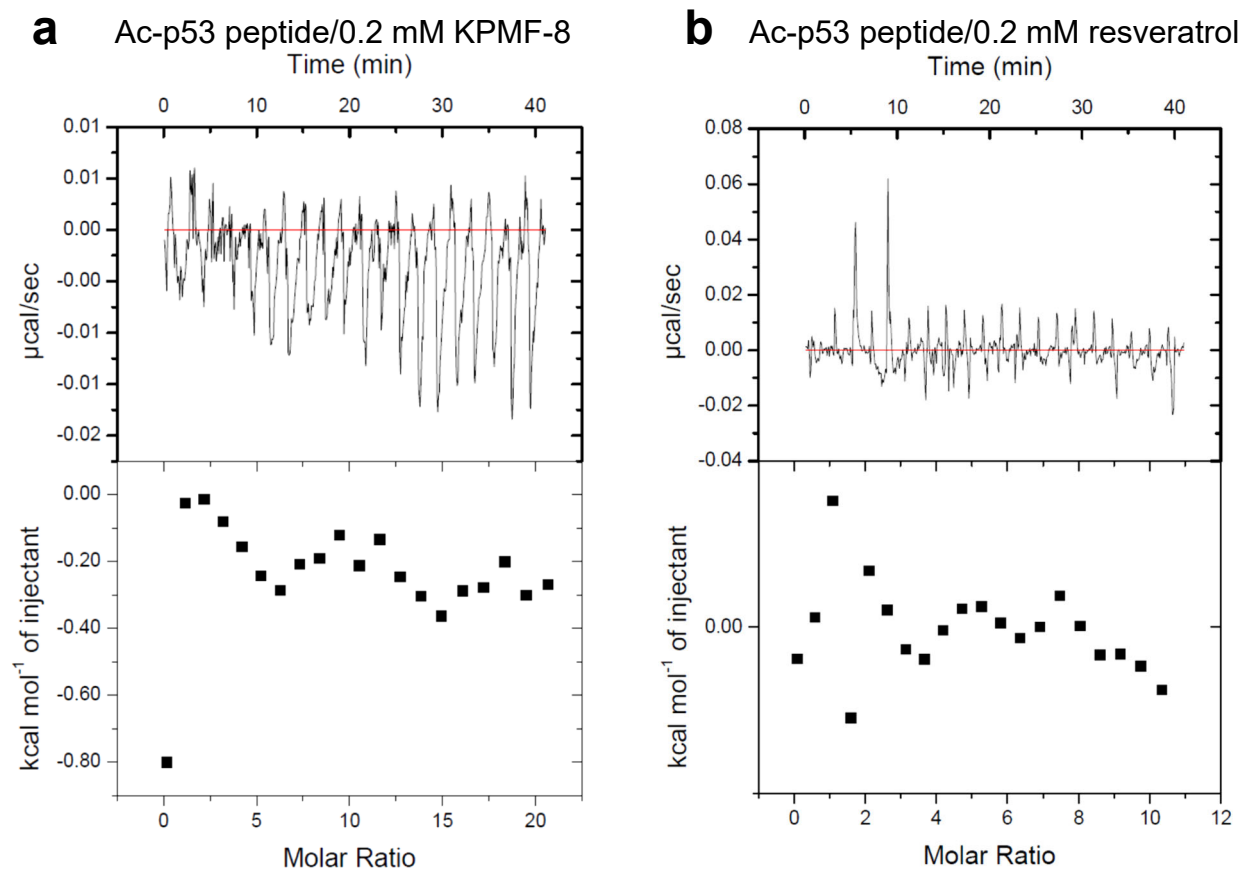 a Ac-p53 peptide/0.2 mM KPMF-8
Time (min)
0 10 20 30 40
0.01
0.01
0.00
-0.00
-0.01
-0.01
-0.02
µcal/sec
0.00
-0.20
-0.40
-0.60
-0.80
kcal mol⁻¹ of injectant
0 5 10 15 20
Molar Ratio
b Ac-p53 peptide/0.2 mM resveratrol
Time (min)
0 10 20 30 40
0.08
0.06
0.04
0.02
0.00
-0.02
-0.04
µcal/sec
0.00
kcal mol⁻¹ of injectant
0 2 4 6 8 10 12
Molar Ratio